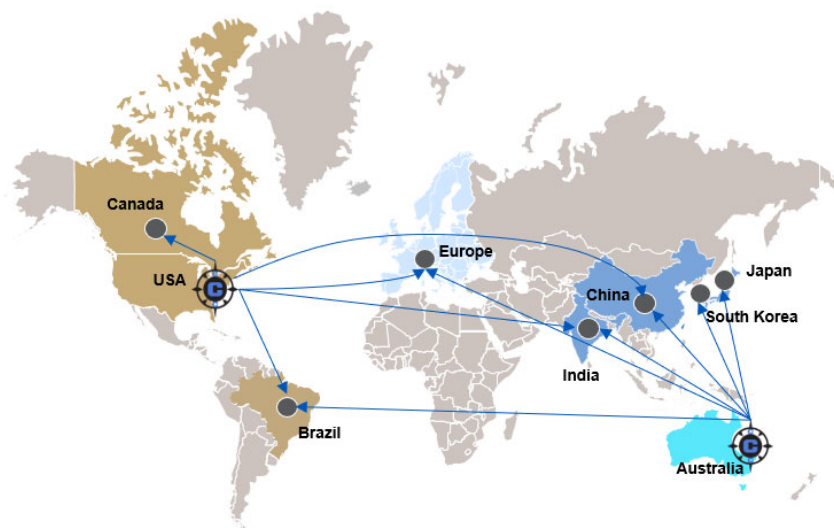 Canada
USA
C
Europe
Japan
China
South Korea
India
Brazil
Australia
C